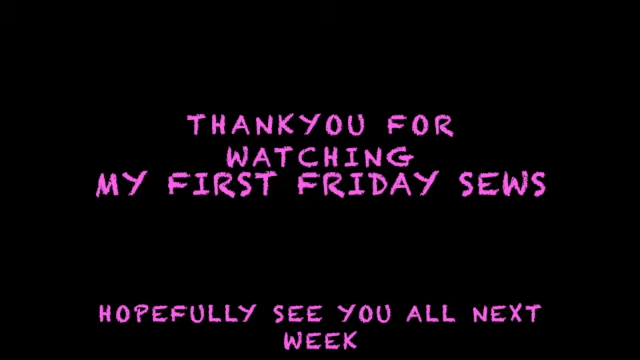 THANKYOU FOR
WATCHING
MY FIRST FRIDAY SEWS
HOPEFULLY SEE YOU ALL NEXT
WEEK